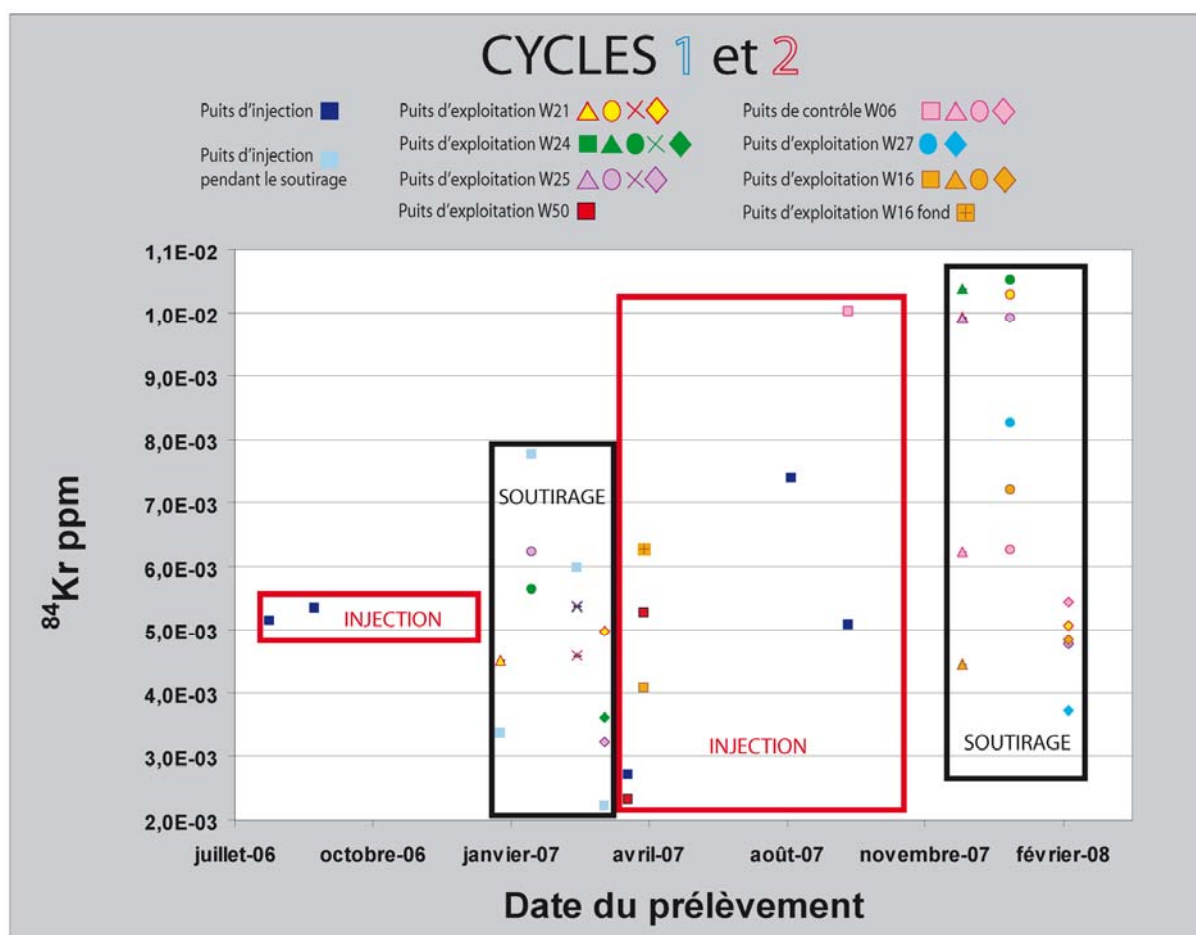 CYCLES 1 et 2
Puits d'injection
Puits d'injection
pendant le soutirage
Puits d'exploitation W21
Puits d'exploitation W24
Puits d'exploitation W25
Puits d'exploitation W50
Puits de contrôle W06
Puits d'exploitation W27
Puits d'exploitation W16
Puits d'exploitation W16 fond
84Kr ppm
1,1E-02
1,0E-02
9,0E-03
8,0E-03
7,0E-03
6,0E-03
5,0E-03
4,0E-03
3,0E-03
2,0E-03
INJECTION
SOUTIRAGE
INJECTION
SOUTIRAGE
juillet-06 octobre-06 janvier-07 avril-07 août-07 novembre-07 février-08
Date du prélèvement